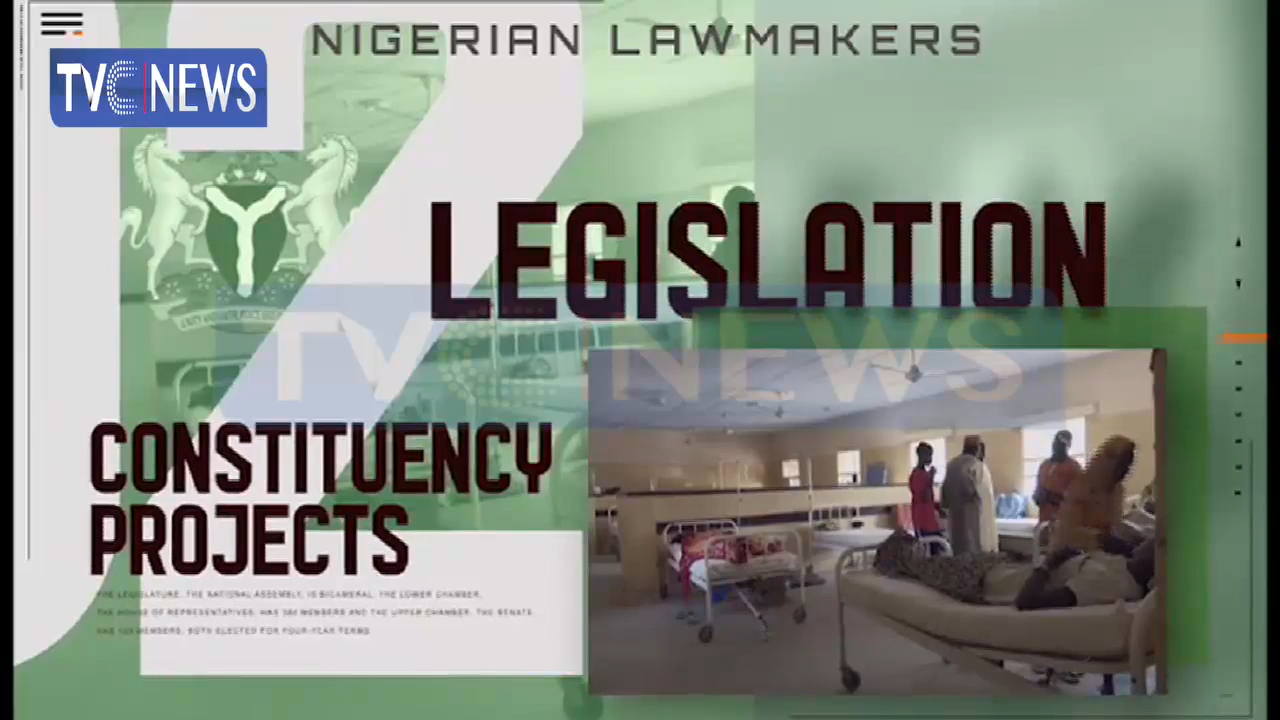 NIGERIAN LAWMAKERS
TVC NEWS
LEGISLATION
TVC NEWS
CONSTITUENCY
PROJECTS
THE LEGISLATURE, THE NATIONAL ASSEMBLY, IS BICAMERAL. THE LOWER CHAMBER,
THE HOUSE OF REPRESENTATIVES, HAS 360 MEMBERS AND THE UPPER CHAMBER, THE SENATE
HAS 109 MEMBERS, BOTH ELECTED FOR FOUR-YEAR TERMS